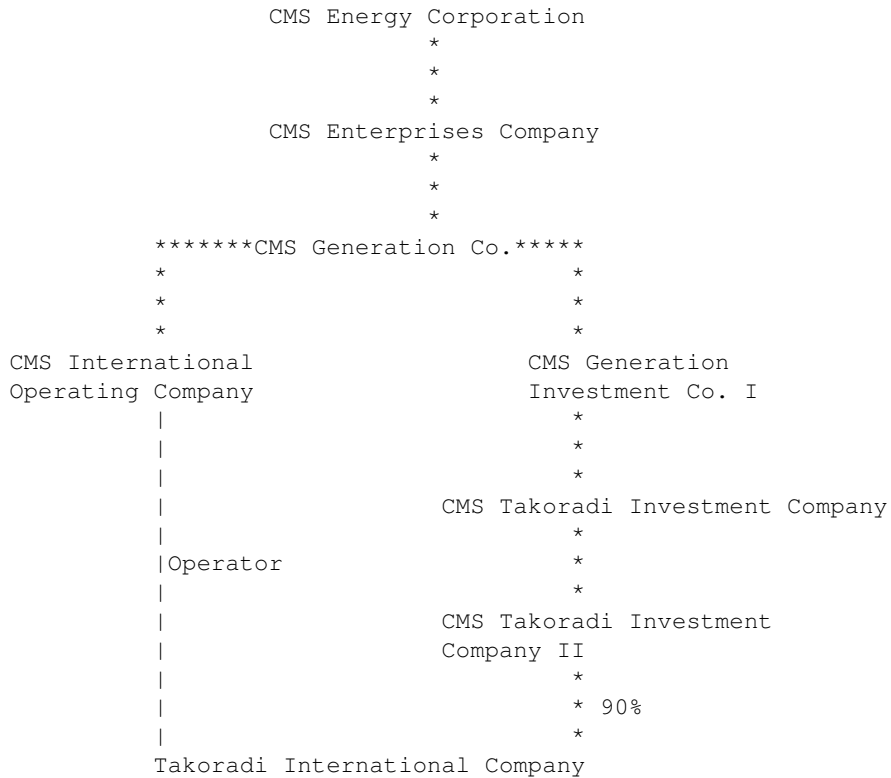 CMS Energy Corporation
*
*
*
CMS Enterprises Company
*
*
*
*******CMS Generation Co.*****
* *
* *
* *
CMS International CMS Generation
Operating Company Investment Co. I
| *
| *
| *
| CMS Takoradi Investment Company
| *
|Operator *
| *
| CMS Takoradi Investment
| Company II
| *
| * 90%
| *
Takoradi International Company